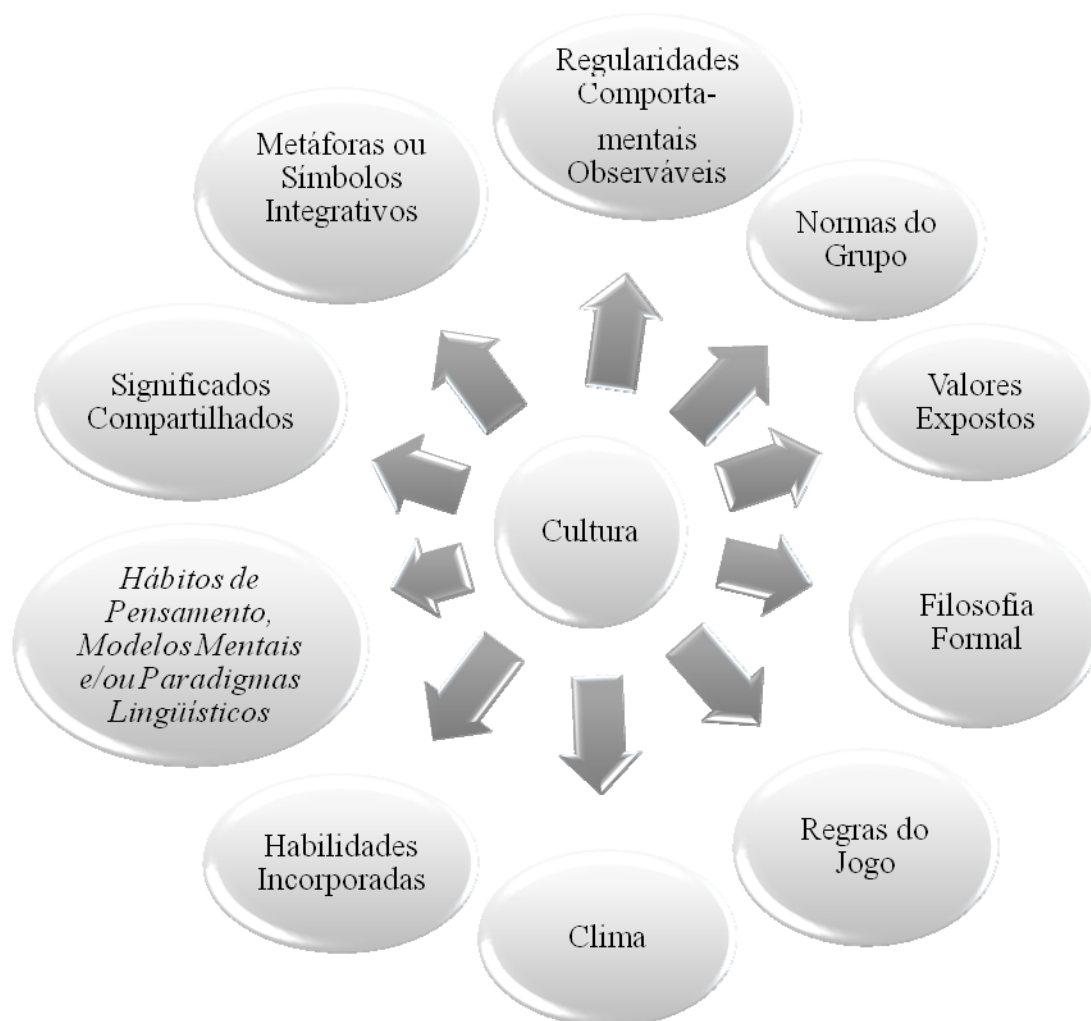 Regularidades
Comporta-
mentais
Observáveis
Normas do
Grupo
Valores
Expostos
Filosofia
Formal
Regras do
Jogo
Clima
Habilidades
Incorporadas
Hábitos de
Pensamento,
Modelos Mentais
e/ou Paradigmas
Lingüísticos
Significados
Compartilhados
Metáforas ou
Símbolos
Integrativos
Cultura